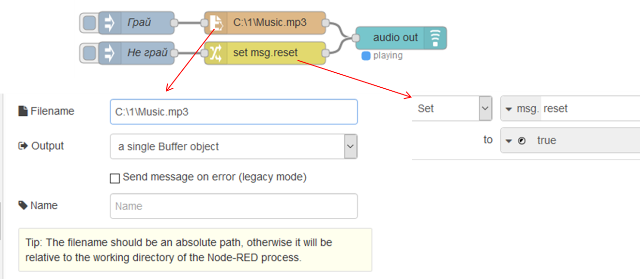 Грай
C:\1\Music.mp3
audio out
Не грай
set msg.reset
playing
Filename
C:\1\Music.mp3
Set
msg. reset
to
true
Output
a single Buffer object
Send message on error (legacy mode)
Name
Name
Tip: The filename should be an absolute path, otherwise it will be
relative to the working directory of the Node-RED process.